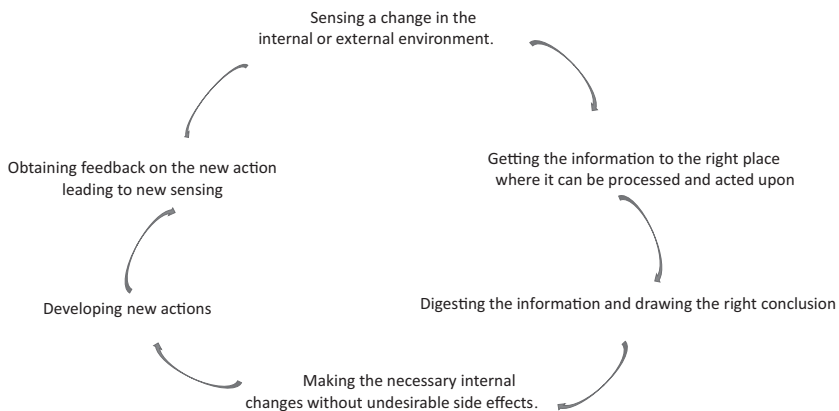 Sensing a change in the
internal or external environment.
Getting the information to the right place
where it can be processed and acted upon
Digesting the information and drawing the right conclusion
Making the necessary internal
changes without undesirable side effects.
Developing new actions
Obtaining feedback on the new action
leading to new sensing